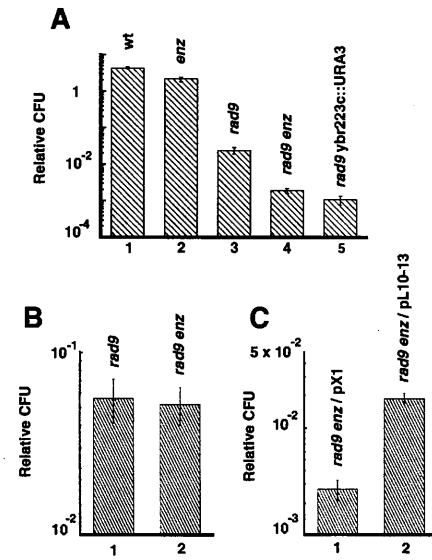 A
Relative CFU
1
10-2
10-4
wt
enz
rad9
rad9 enz
rad9 ybr223c::URA3
1
2
3
4
5
B
Relative CFU
10-1
10-2
rad9
rad9 enz
1
2
C
Relative CFU
5 x 10-2
10-2
10-3
rad9 enz / pX1
rad9 enz / pL10-13
1
2